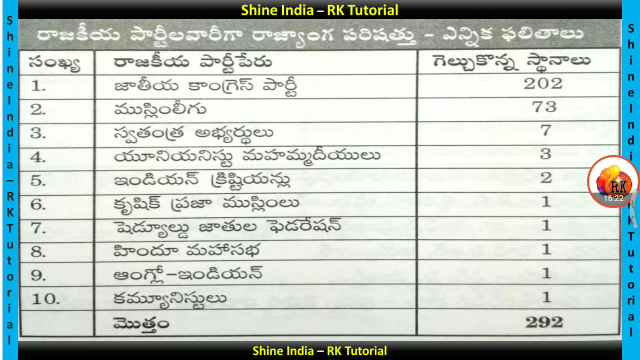 Shine India – RK Tutorial
రాజకీయ పార్టీలవారీగా రాజ్యాంగ పరిషత్తు – ఎన్నిక ఫలితాలు
సంఖ్య రాజకీయ పార్టీపేరు గెల్చుకొన్న స్థానాలు
1. జాతీయ కాంగ్రెస్ పార్టీ 202
2. ముస్లింలీగు 73
3. స్వతంత్ర అభ్యర్థులు 7
4. యూనియనిస్టు మహమ్మదీయులు 3
5. ఇండియన్ క్రిష్టియన్లు 2
6. కృషిక్ ప్రజా ముస్లింలు 1
7. షెడ్యూల్డు జాతుల ఫెడరేషన్ 1
8. హిందూ మహాసభ 1
9. ఆంగ్లో–ఇండియన్ 1
10. కమ్యూనిస్టులు 1
మొత్తం 292
Shine India – RK Tutorial
Shine India – RK Tutorial
RK
16:22
Shine India – RK Tutorial